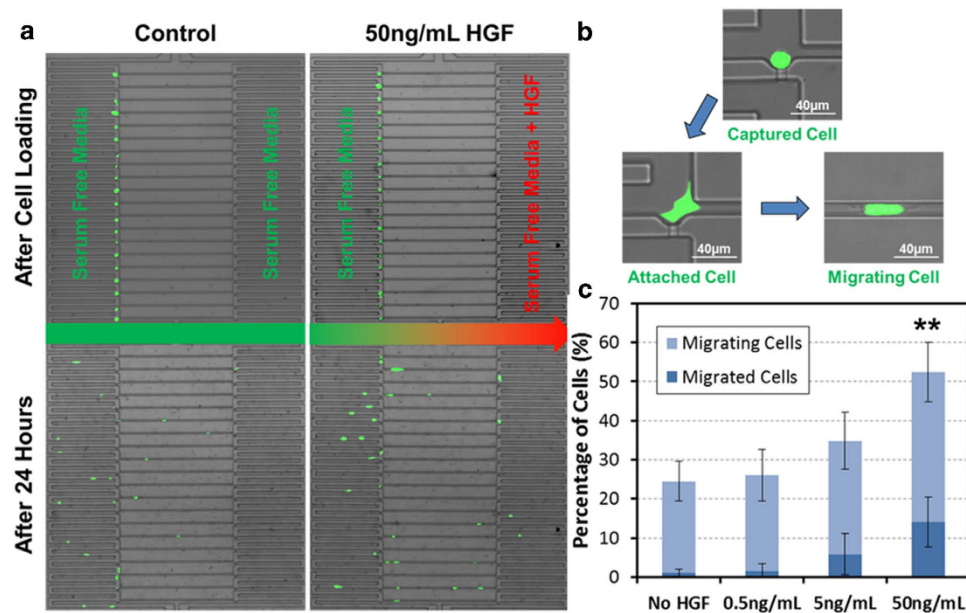 a
Control
50ng/mL HGF
After Cell Loading
Serum Free Media
Serum Free Media
Serum Free Media
Serum Free Media + HGF
After 24 Hours
b
40µm
Captured Cell
40µm
Attached Cell
40µm
Migrating Cell
c
Percentage of Cells (%)
70
60
50
40
30
20
10
0
Migrating Cells
Migrated Cells
**
No HGF
0.5ng/mL
5ng/mL
50ng/mL